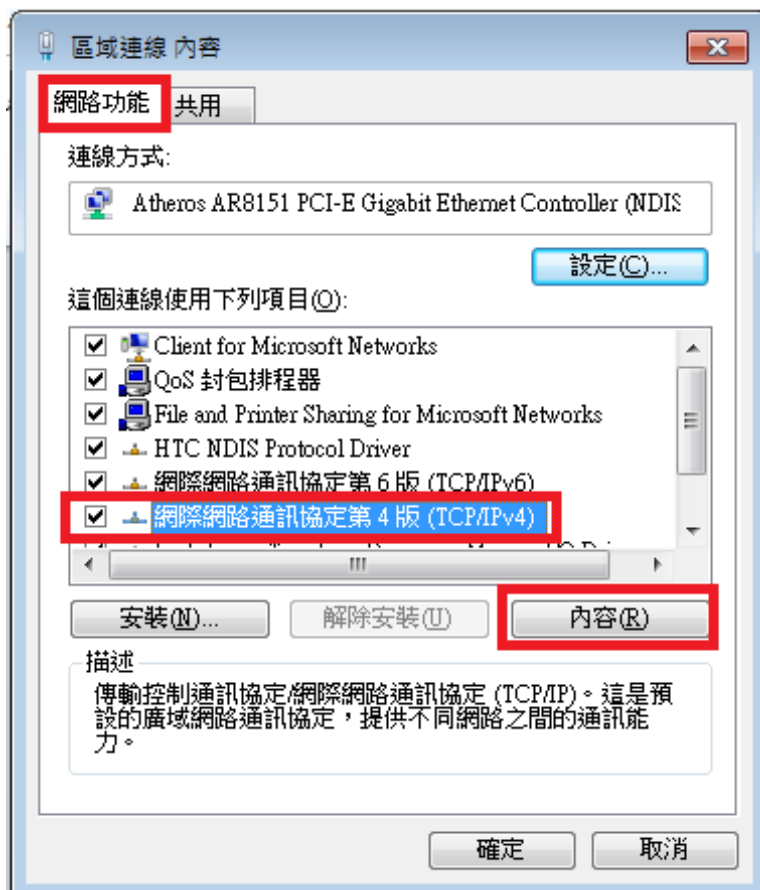 區域連線 內容
網路功能 共用
連線方式:
Atheros AR8151 PCI-E Gigabit Ethernet Controller (NDIS
設定(C)...
這個連線使用下列項目(O):
Client for Microsoft Networks
QoS 封包排程器
File and Printer Sharing for Microsoft Networks
HTC NDIS Protocol Driver
網際網路通訊協定第 6 版 (TCP/IPv6)
網際網路通訊協定第 4 版 (TCP/IPv4)
安裝(N)... 解除安裝(U) 內容(R)
描述
傳輸控制通訊協定/網際網路通訊協定 (TCP/IP)。這是預
設的廣域網路通訊協定，提供不同網路之間的通訊能
力。
確定 取消